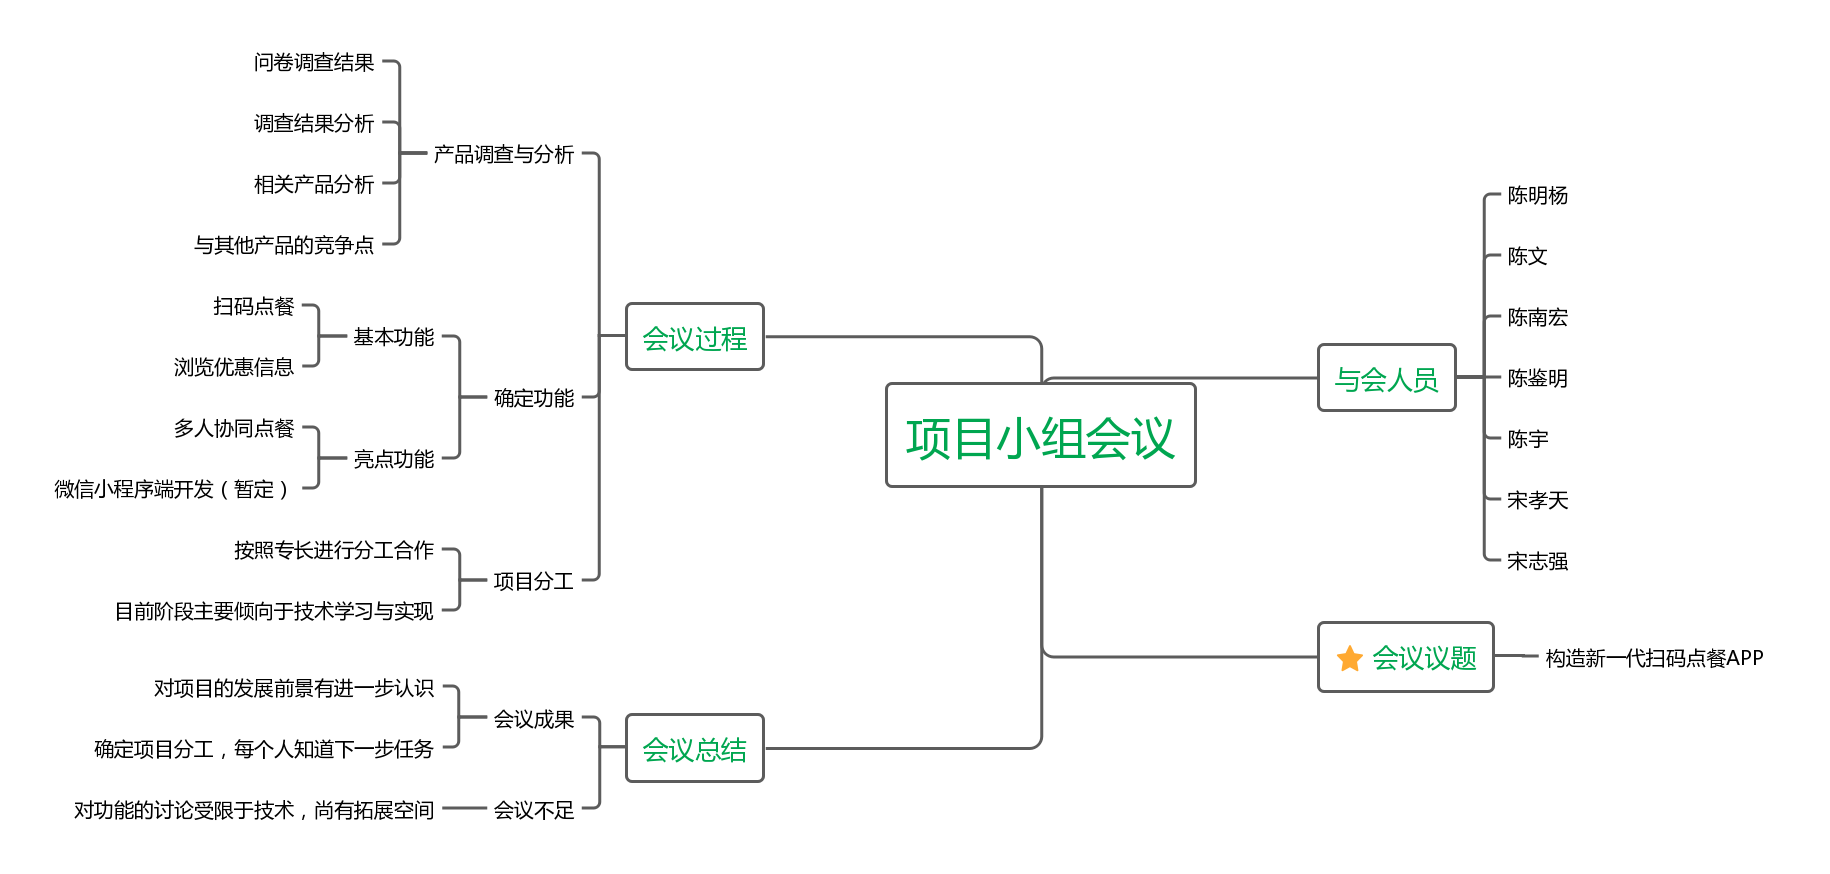 项目小组会议
与会人员
陈明杨
陈文
陈南宏
陈鉴明
陈宇
宋孝天
宋志强
会议议题
构造新一代扫码点餐APP
会议过程
产品调查与分析
问卷调查结果
调查结果分析
相关产品分析
与其他产品的竞争点
确定功能
基本功能
扫码点餐
浏览优惠信息
亮点功能
多人协同点餐
微信小程序端开发（暂定）
项目分工
按照专长进行分工合作
目前阶段主要倾向于技术学习与实现
会议总结
会议成果
对项目的发展前景有进一步认识
确定项目分工，每个人知道下一步任务
会议不足
对功能的讨论受限于技术，尚有拓展空间